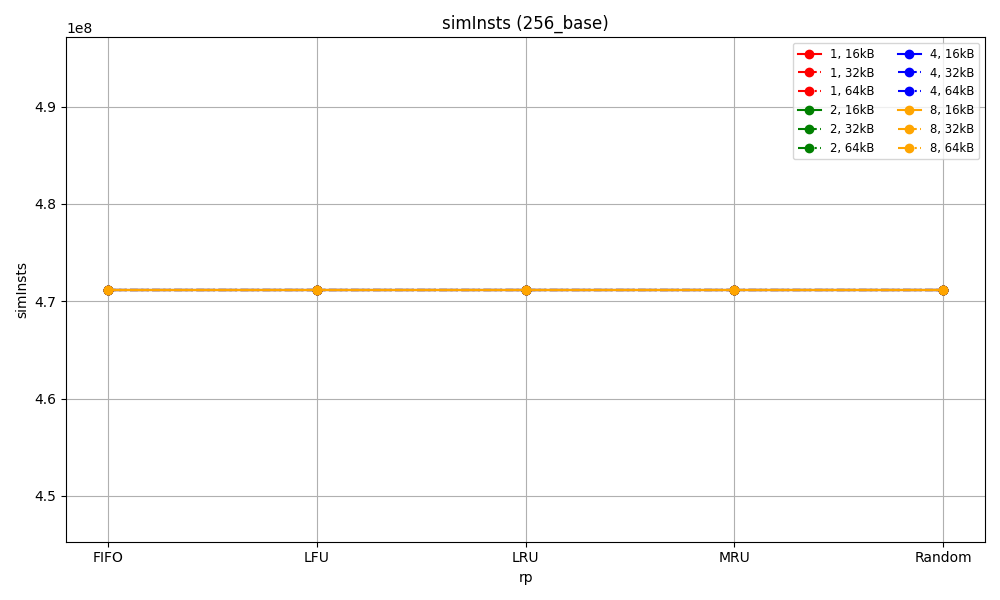 simInsts (256_base)
1e8
1, 16kB
1, 32kB
1, 64kB
2, 16kB
2, 32kB
2, 64kB
4, 16kB
4, 32kB
4, 64kB
8, 16kB
8, 32kB
8, 64kB
4.9
4.8
4.7
4.6
4.5
simInsts
FIFO
LFU
LRU
MRU
Random
rp